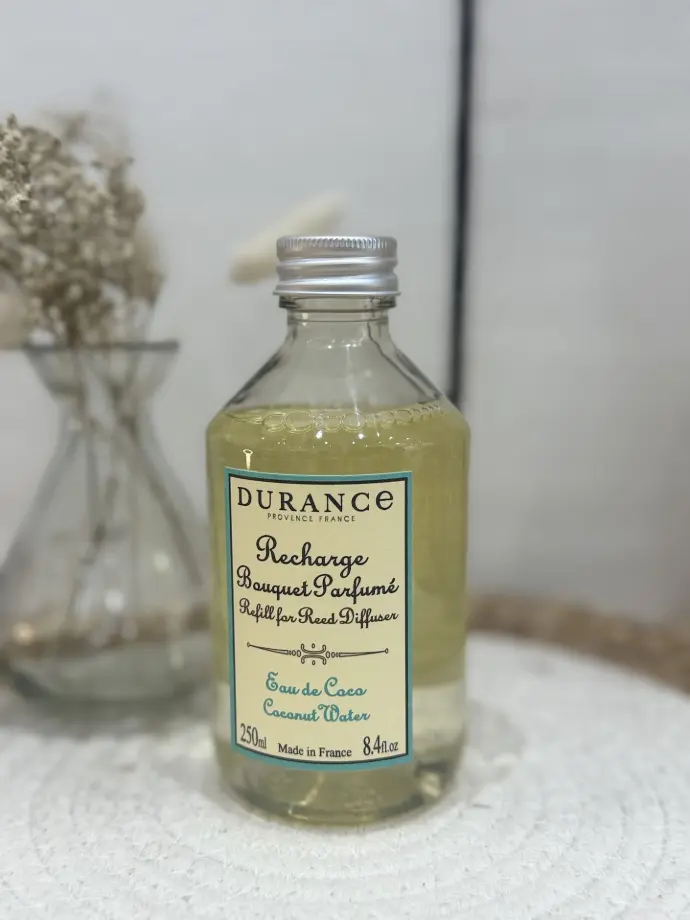 DURANCE
PROVENCE FRANCE
Recharge
Bouquet Parfumé
Refill for Reed Diffuser
Eau de Coco
Coconut Water
250ml Made in France 8.4fl.oz